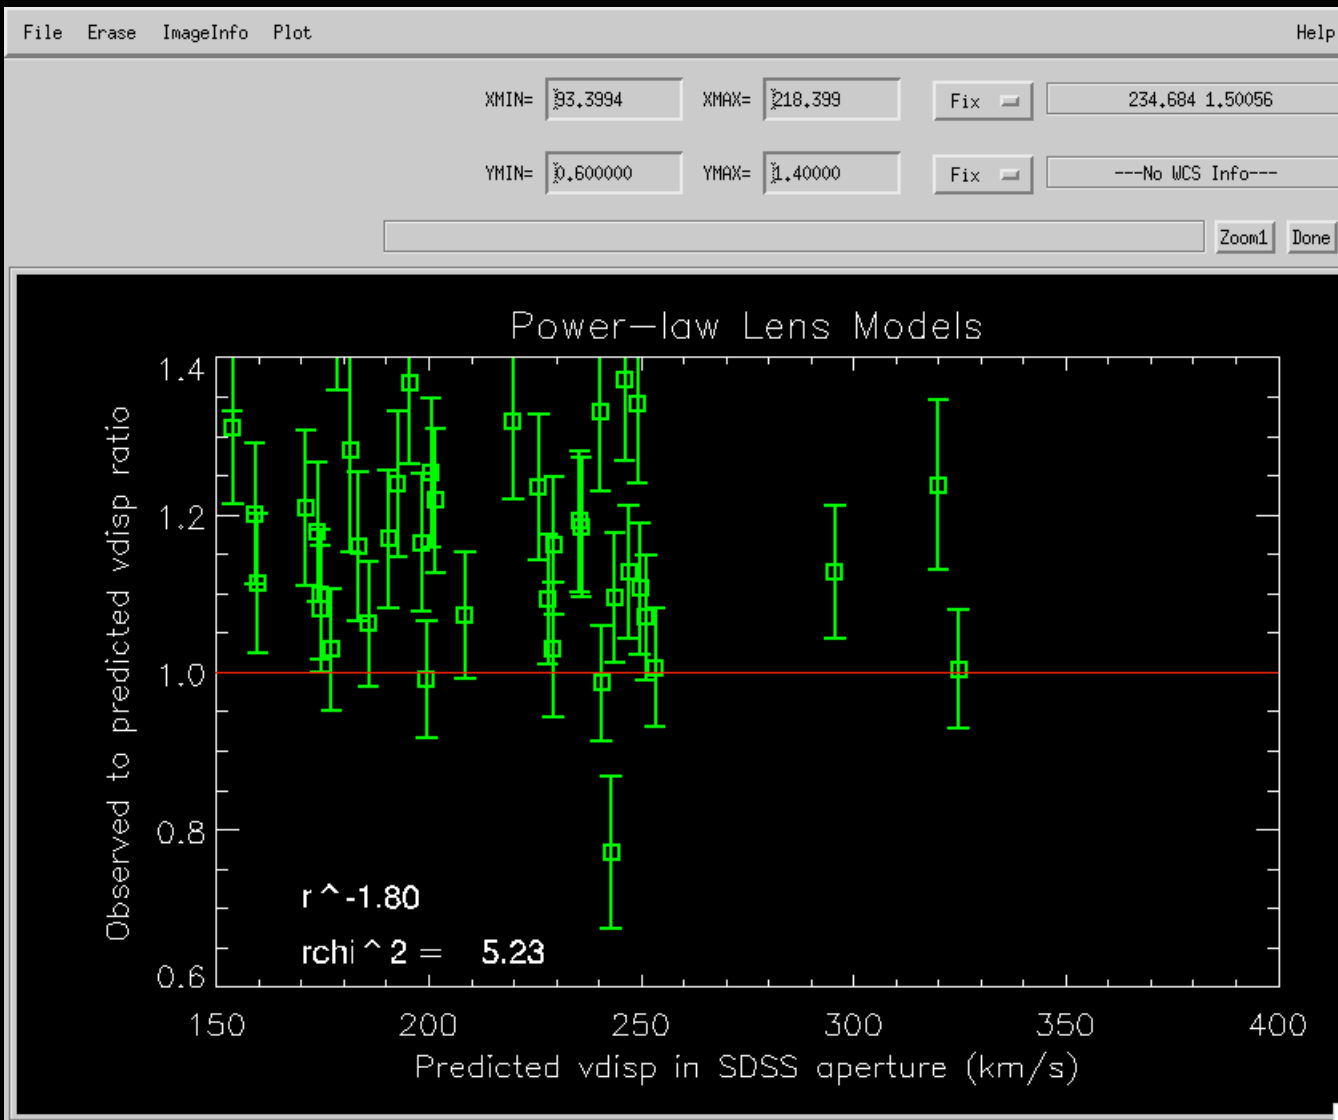 File Erase ImageInfo Plot Help
XMIN= 93.3994 XMAX= 218.399 Fix 234.684 1.50056
YMIN= 0.600000 YMAX= 1.40000 Fix ---No WCS Info---
Zoom1 Done
Power-law Lens Models
Observed to predicted vdisp ratio
1.4
1.2
1.0
0.8
0.6
r^-1.80
rchi^2 = 5.23
150 200 250 300 350 400
Predicted vdisp in SDSS aperture (km/s)